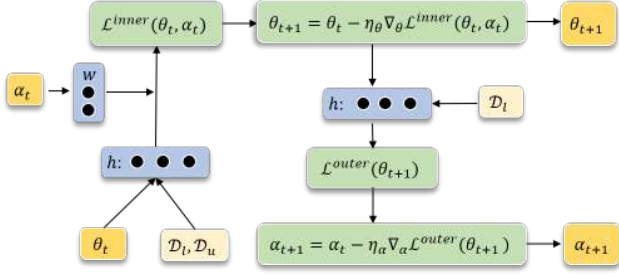 ℒ^{inner}(θ_t, α_t)
θ_{t+1} = θ_t − η_θ∇_θℒ^{inner}(θ_t, α_t)
θ_{t+1}
α_t
w
h:
𝒟_l
h:
ℒ^{outer}(θ_{t+1})
θ_t
𝒟_l, 𝒟_u
α_{t+1} = α_t − η_α∇_αℒ^{outer}(θ_{t+1})
α_{t+1}